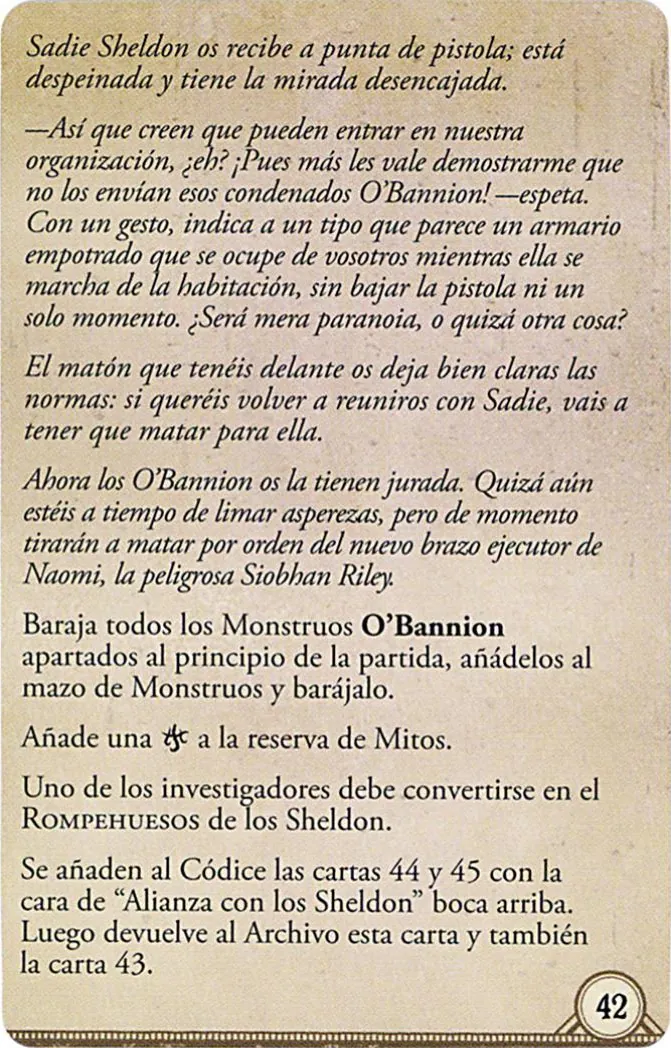 Sadie Sheldon os recibe a punta de pistola; está
despeinada y tiene la mirada desencajada.
—Así que creen que pueden entrar en nuestra
organización, ¿eh? ¡Pues más les vale demostrarme que
no los envían esos condenados O'Bannion! —espeta.
Con un gesto, indica a un tipo que parece un armario
empotrado que se ocupe de vosotros mientras ella se
marcha de la habitación, sin bajar la pistola ni un
solo momento. ¿Será mera paranoia, o quizá otra cosa?
El matón que tenéis delante os deja bien claras las
normas: si queréis volver a reuniros con Sadie, vais a
tener que matar para ella.
Ahora los O'Bannion os la tienen jurada. Quizá aún
estéis a tiempo de limar asperezas, pero de momento
tirarán a matar por orden del nuevo brazo ejecutor de
Naomi, la peligrosa Siobhan Riley.
Baraja todos los Monstruos O'Bannion
apartados al principio de la partida, añádelos al
mazo de Monstruos y barájalo.
Añade una a la reserva de Mitos.
Uno de los investigadores debe convertirse en el
ROMPEHUESOS de los Sheldon.
Se añaden al Códice las cartas 44 y 45 con la
cara de “Alianza con los Sheldon” boca arriba.
Luego devuelve al Archivo esta carta y también
la carta 43.
42